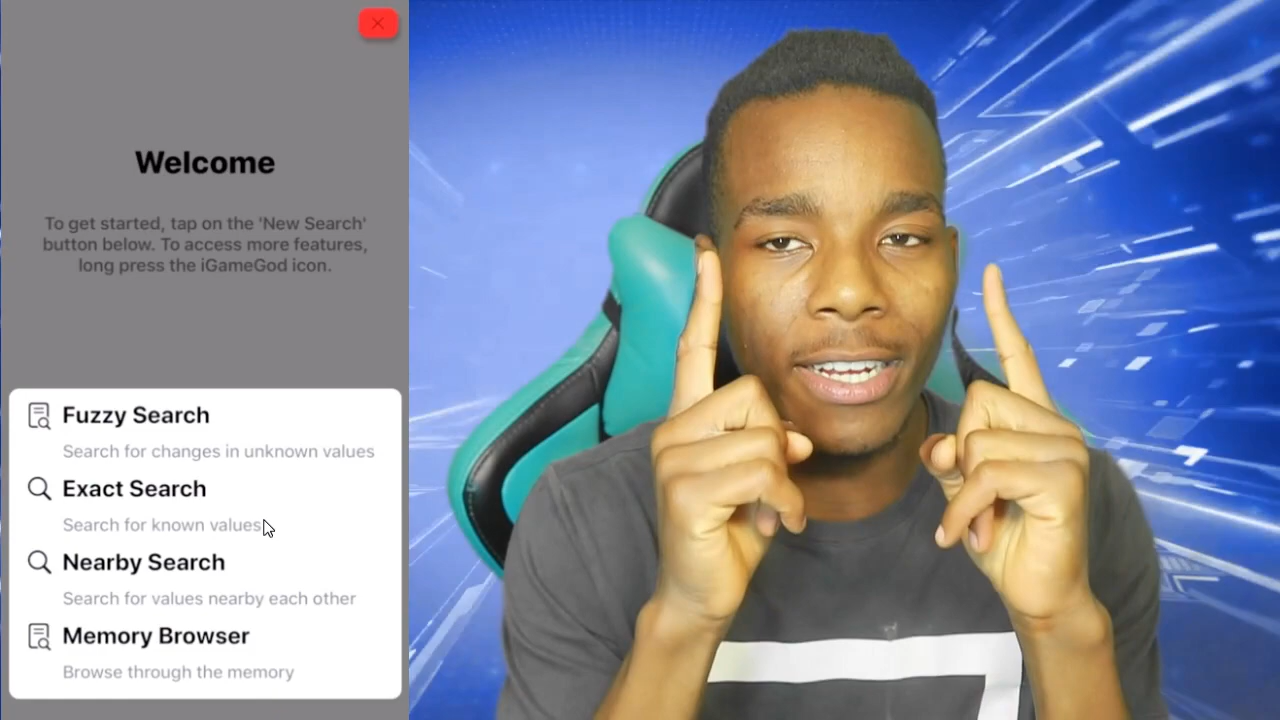 Welcome
To get started, tap on the 'New Search'
button below. To access more features,
long press the iGameGod icon.
Fuzzy Search
Search for changes in unknown values
Exact Search
Search for known values
Nearby Search
Search for values nearby each other
Memory Browser
Browse through the memory